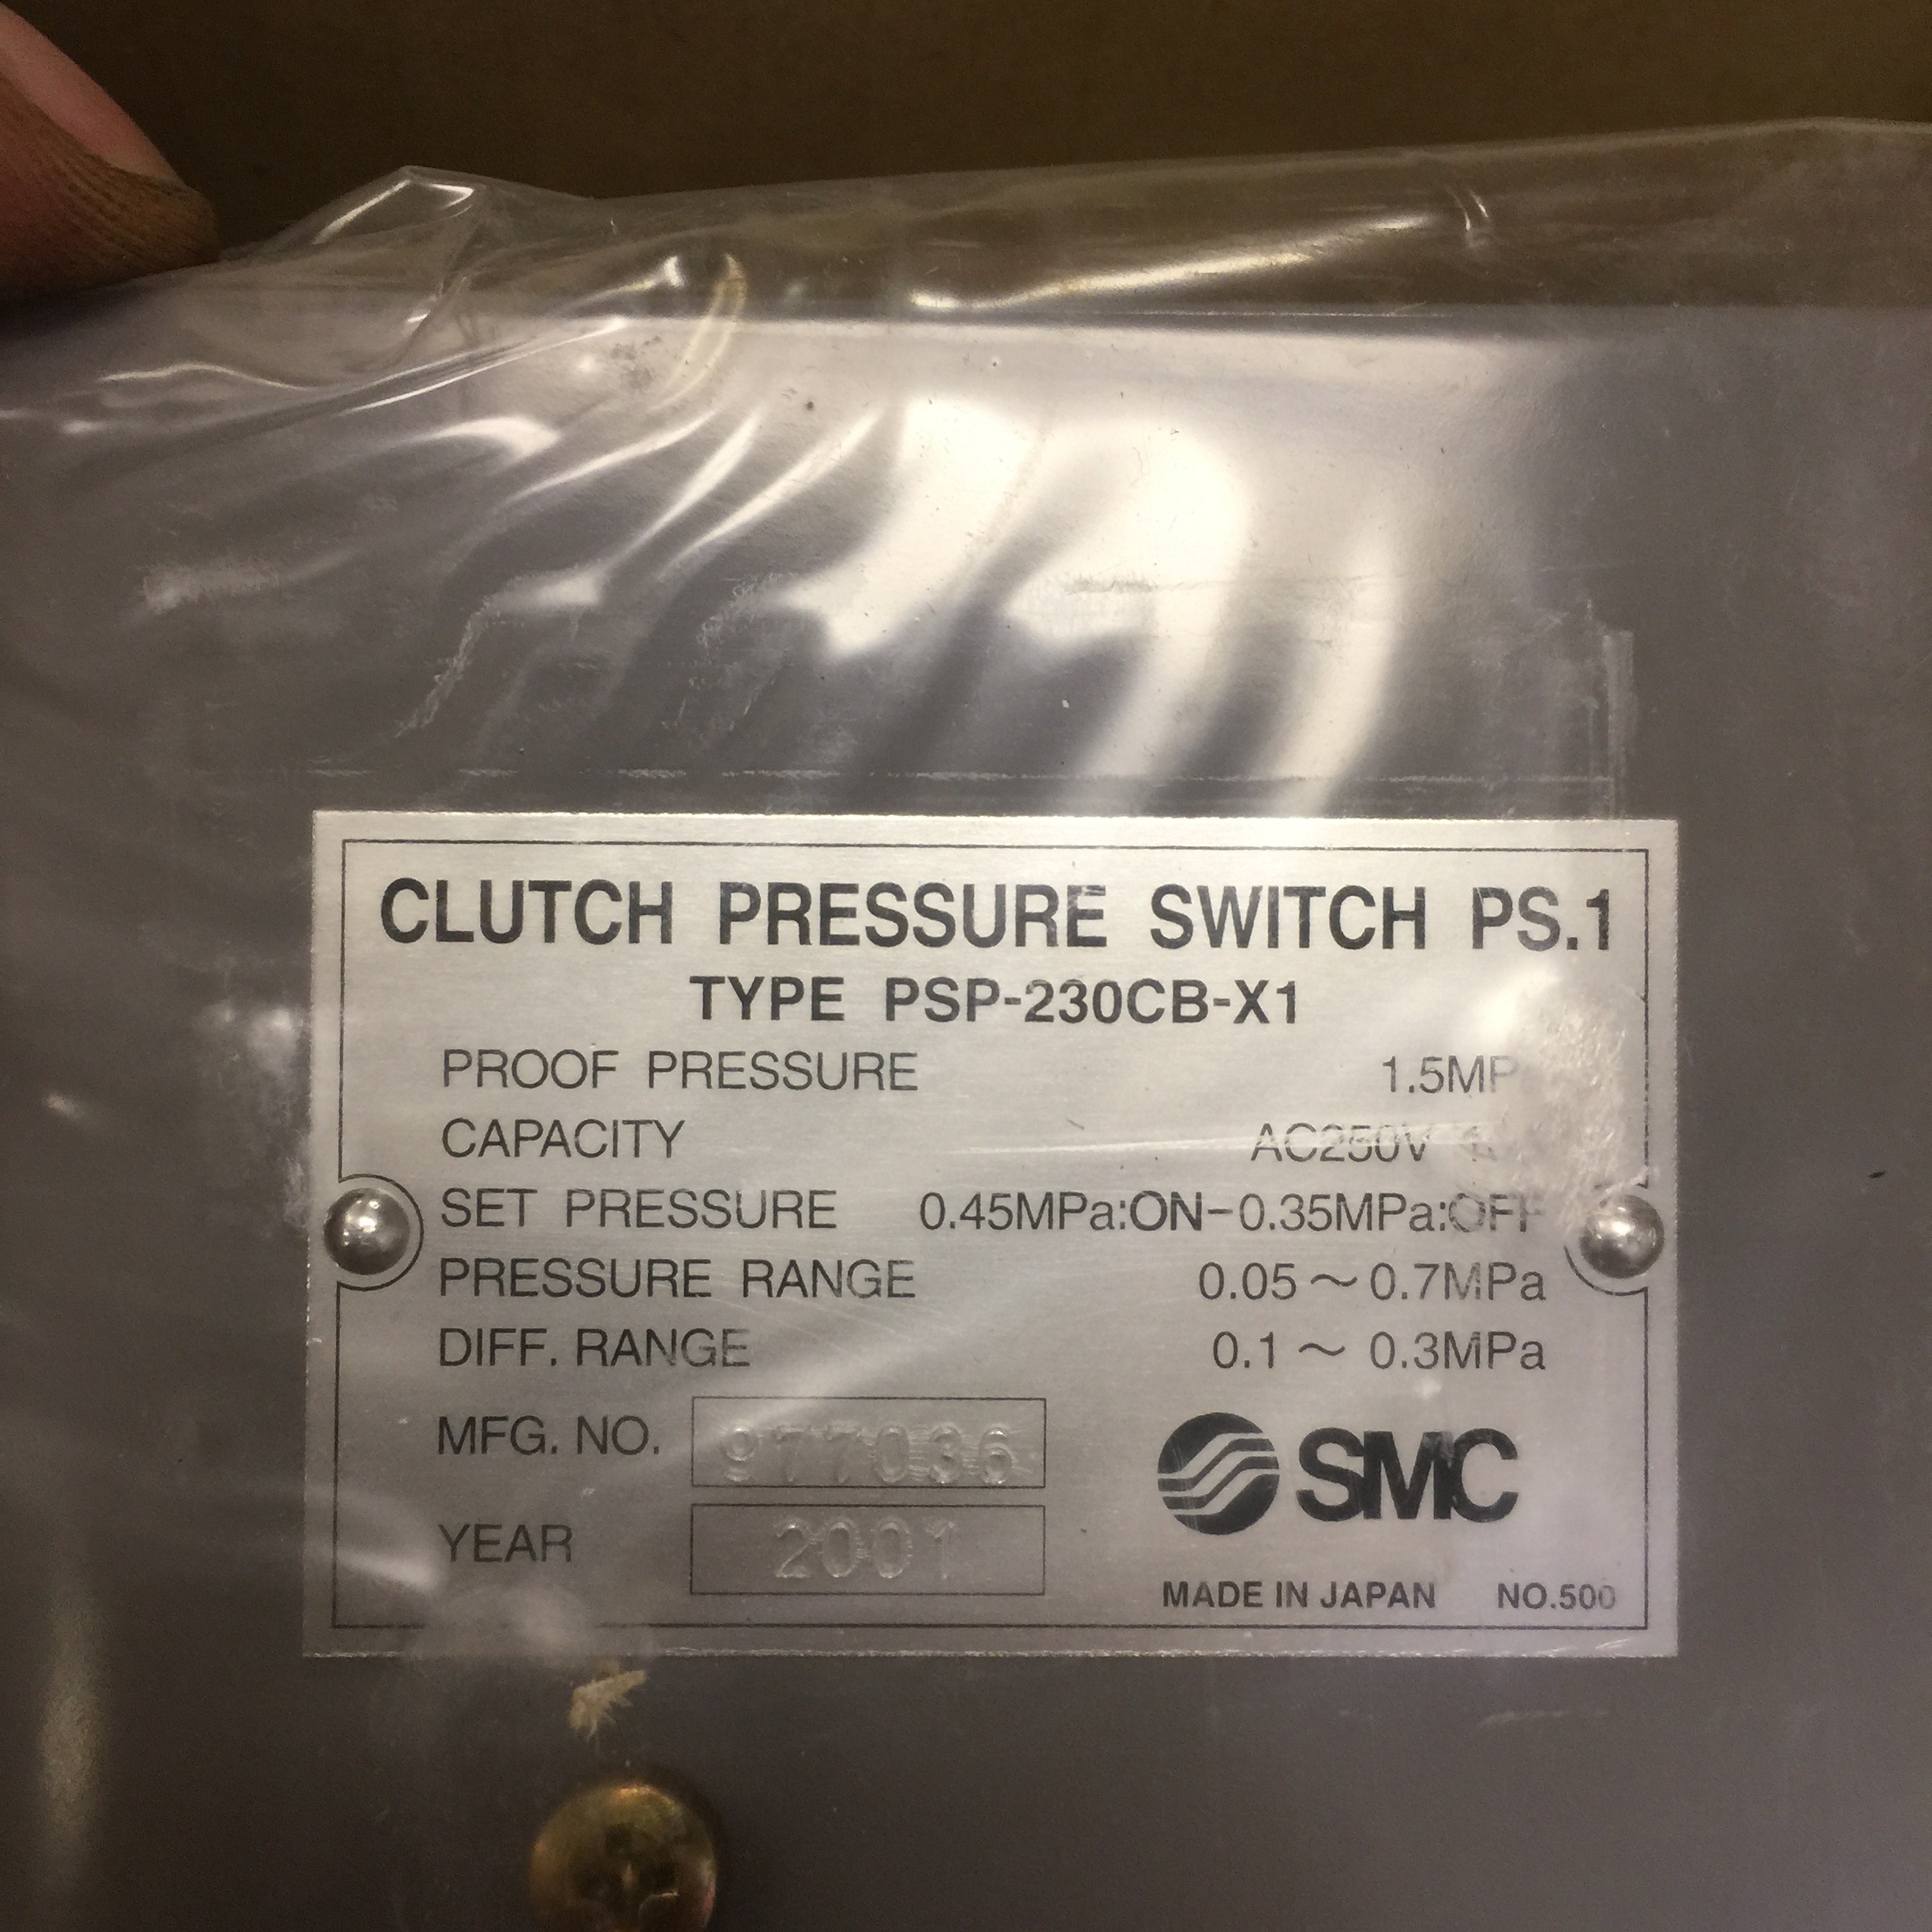 CLUTCH PRESSURE SWITCH PS.1
TYPE PSP-230CB-X1
PROOF PRESSURE
CAPACITY AC250V
SET PRESSURE 0.45MPa:ON-0.35MPa:OFF
PRESSURE RANGE 0.05～0.7MPa
DIFF. RANGE 0.1～0.3MPa
MFG. NO. 977036
SMC
YEAR 2001
MADE IN JAPAN NO.500